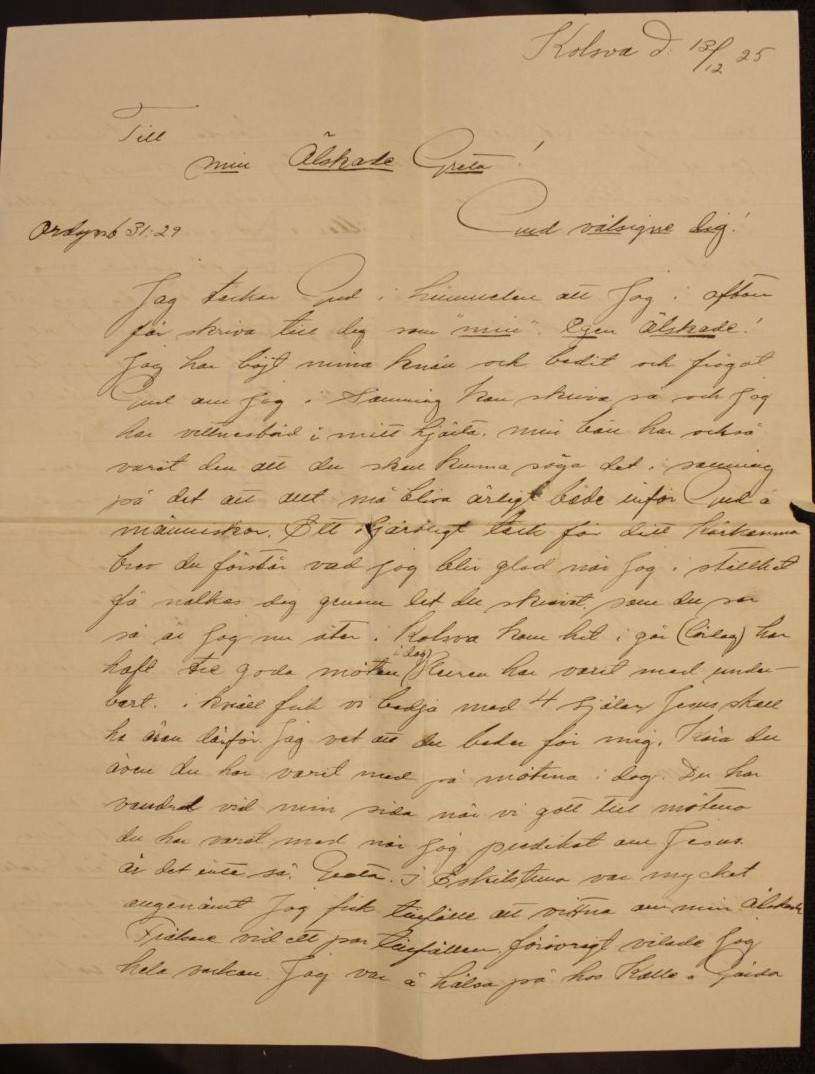 Kolsva d. 13/12 25
Till
min Älskade Greta!
Gud välsigne dig!
ordspr 31:29
Jag tackar Gud i himmelen att jag i afton
får skriva till dig som "min" Egen Älskade!
Jag har böjt mina knän och bedit och frågat
Gud om jag i Sanning kan skriva så och jag
har vittnesbörd i mitt hjärta. min bön har också
varit den att du skall kunna säga det i sanning
på det att allt må bliva ärligt både inför Gud å
människor. Ett hjärtligt tack för ditt
brev du förstår vad jag blir glad när jag i stillhet
få nalkas dig genom det du skrivit, som du ser
så är jag nu åter i Kolsva kom hit i går (lördag) har
haft tre goda möten i dag Herren har varit med under-
bart. i kväll fick vi bedja med 4 själar Jesus skall
ha äran därför. Jag vet att du beder för mig. Kära du
även du har varit med på mötena i dag. Du har
vandrat vid min sida när vi gått till mötena
du har varit med när jag predikat om Jesus.
är det inte så Greta. I Eskilstuna var mycket
angenämt jag fick tillfälle att vittna om min Älskade
Frälsare vid ett par tillfällen, förövrigt vilade jag
hela veckan. Jag var å hälsa på hos Kalle o